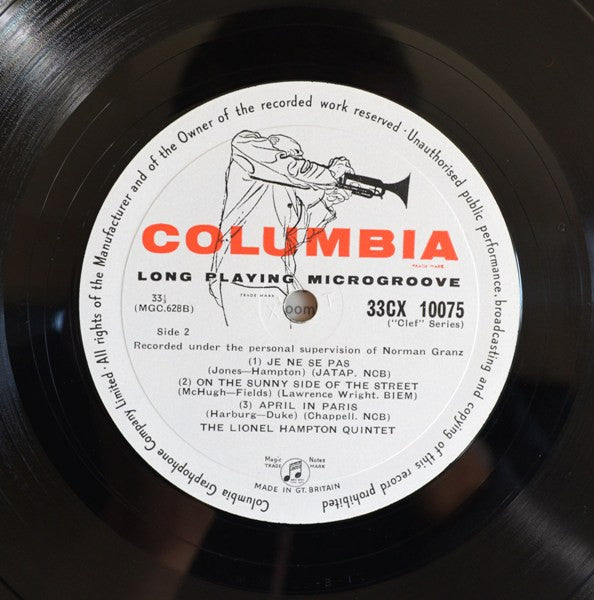 All rights of the Manufacturer and of the Owner of the recorded work reserved · Unauthorised public performance, broadcasting and copying of this record prohibited
COLUMBIA
TRADE MARK
LONG PLAYING MICROGROOVE
TRADE MARK
33⅓
(MGC.628B)
33CX 10075
("Clef" Series)
Side 2
Recorded under the personal supervision of Norman Granz
(1) JE NE SE PAS
(Jones—Hampton) (JATAP. NCB)
(2) ON THE SUNNY SIDE OF THE STREET
(McHugh—Fields) (Lawrence Wright. BIEM)
(3) APRIL IN PARIS
(Harburg—Duke) (Chappell. NCB)
THE LIONEL HAMPTON QUINTET
Magic Notes
TRADE MARK
MADE IN GT. BRITAIN
Columbia Graphophone Company Limited ·